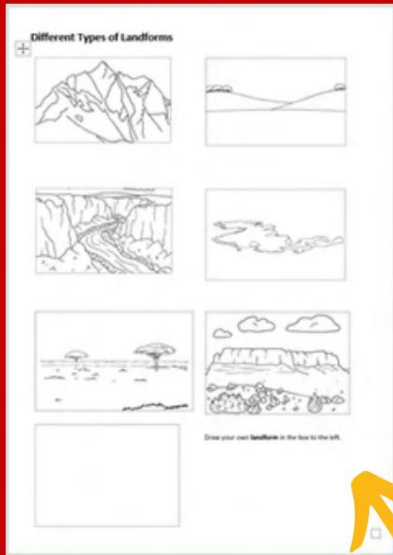 Different Types of Landforms
Draw your own landform in the box to the left.